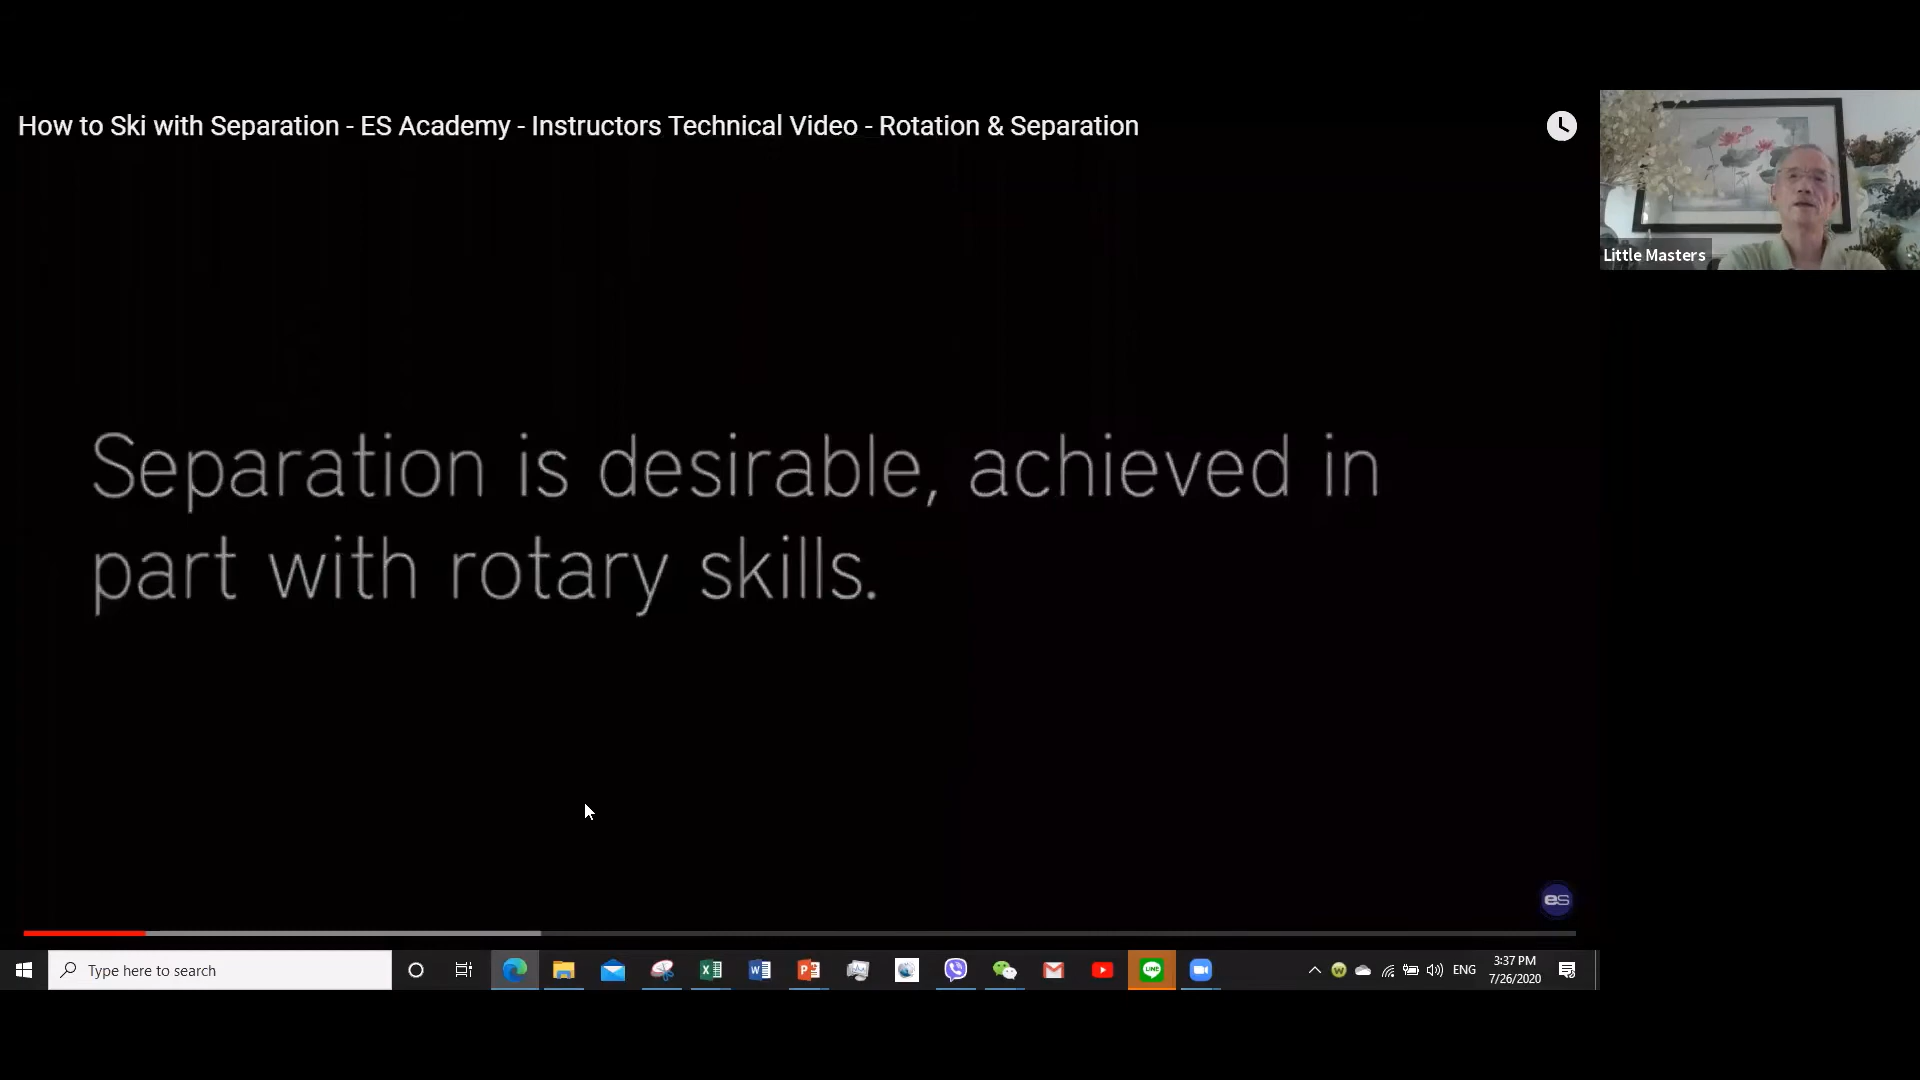 How to Ski with Separation - ES Academy - Instructors Technical Video - Rotation & Separation
Little Masters
Separation is desirable, achieved in
part with rotary skills.
es
Type here to search
LINE
ENG
3:37 PM
7/26/2020